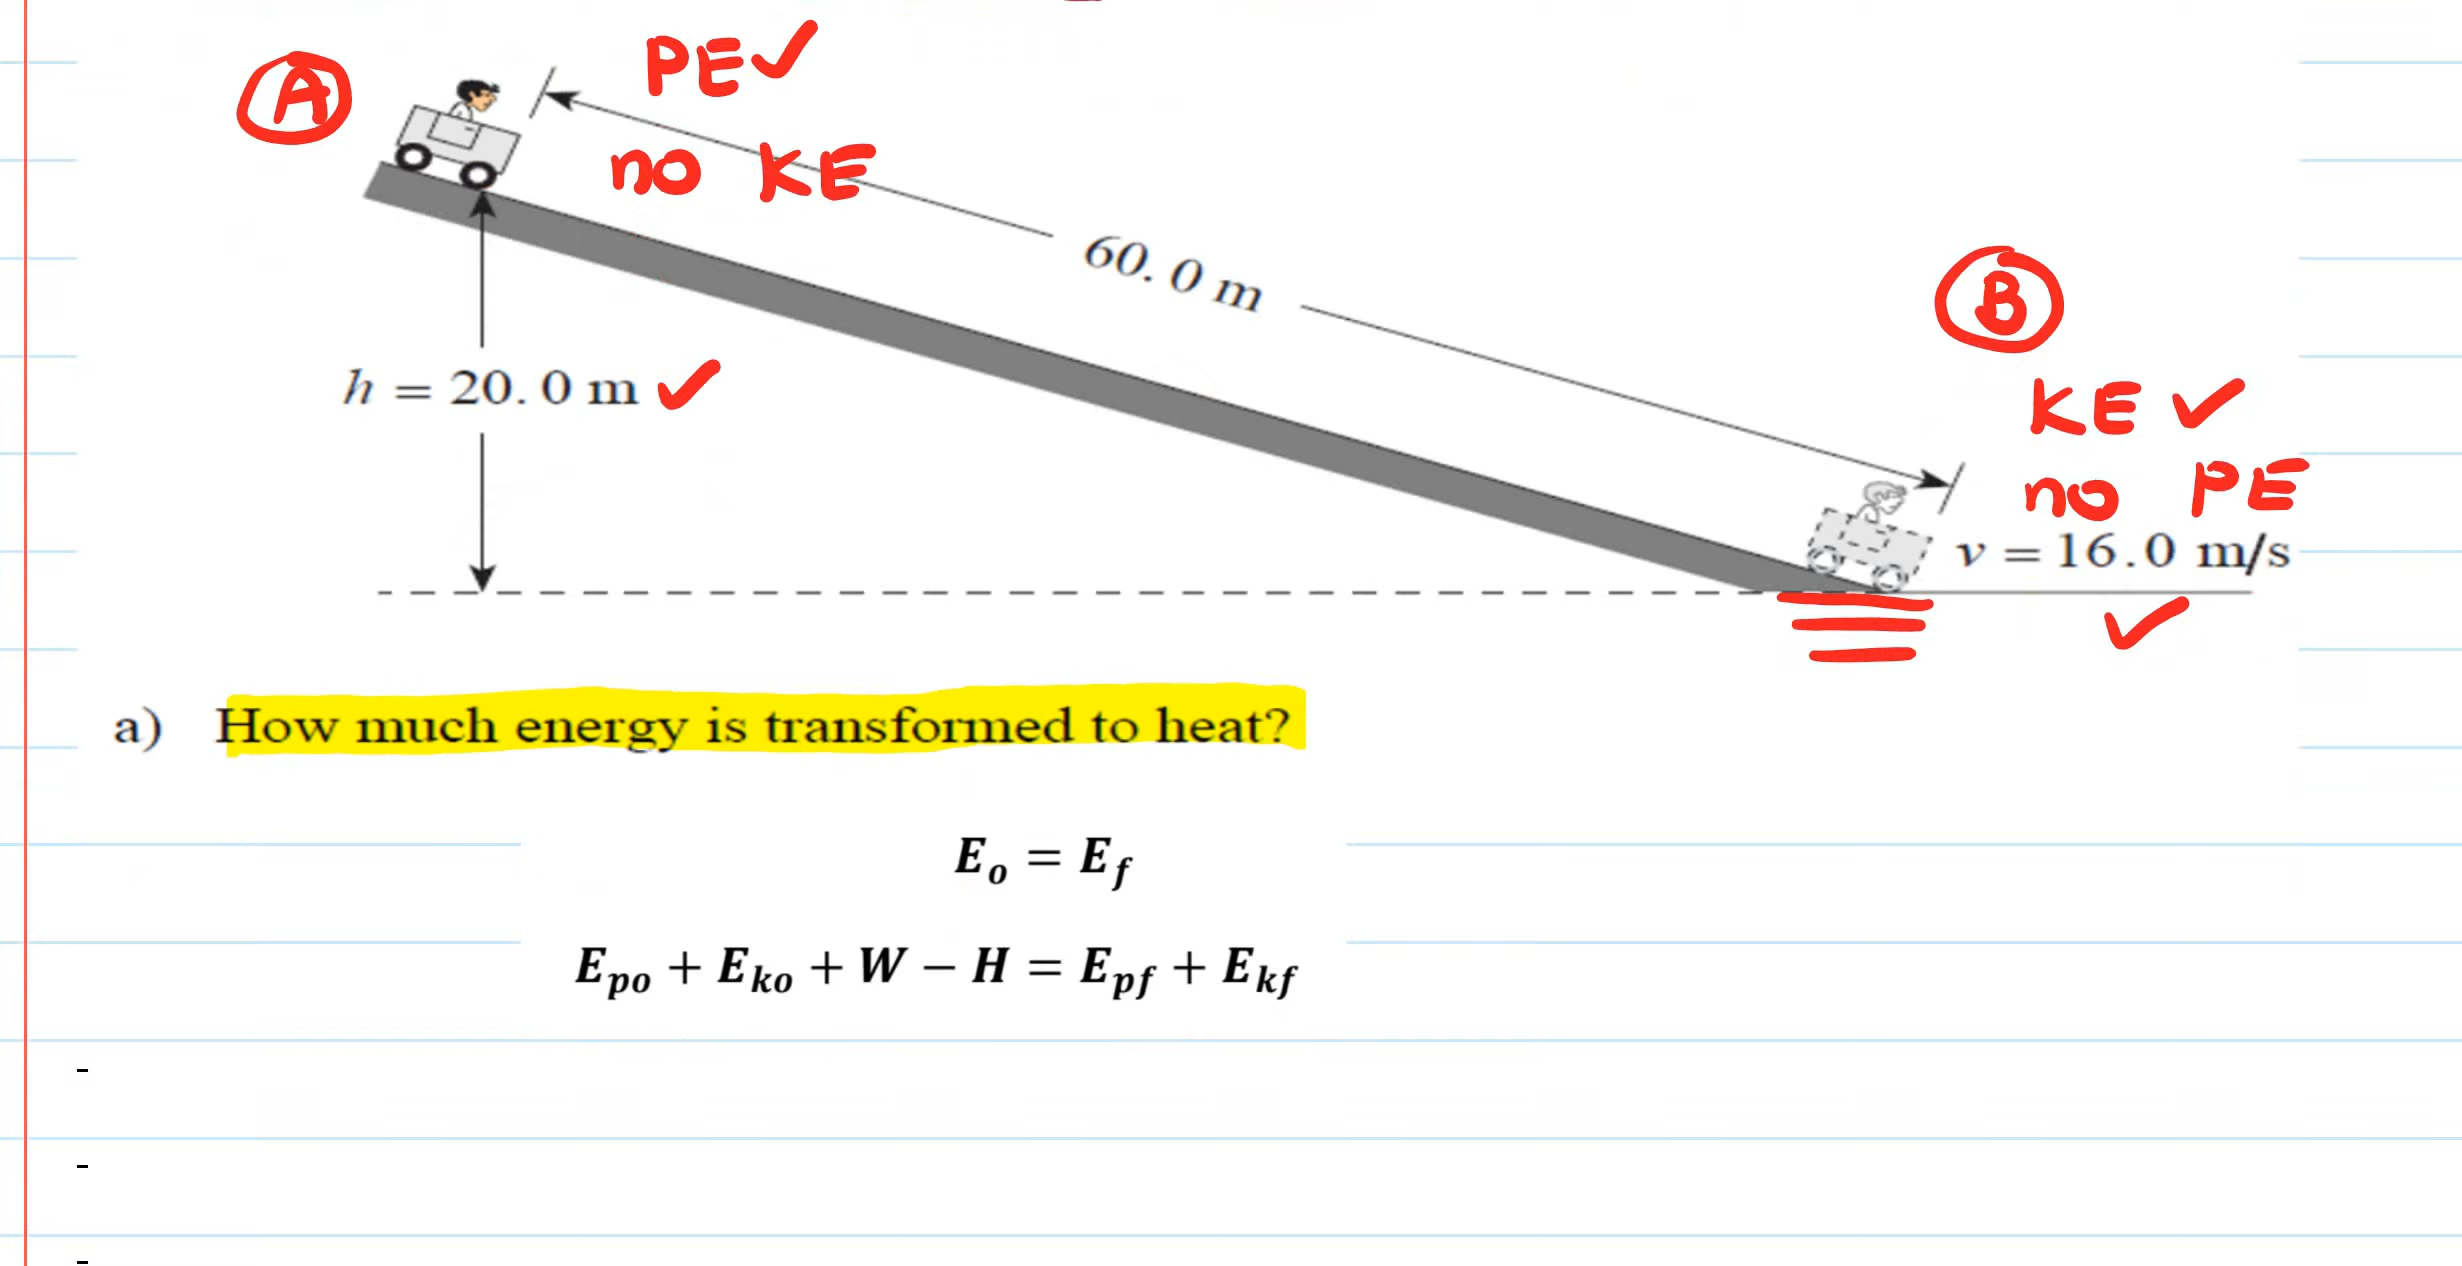 A
PE✓
no KE
60.0 m
B
h = 20.0 m ✓
KE ✓
no PE
v = 16.0 m/s
✓
a) How much energy is transformed to heat?
E_o = E_f
E_po + E_ko + W − H = E_pf + E_kf
-
-
-